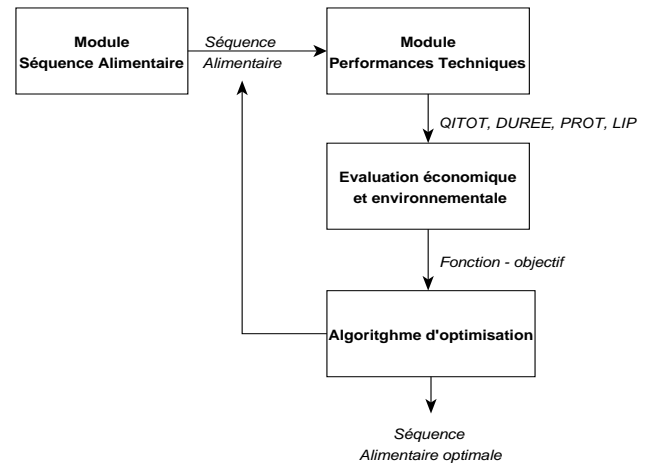 Module
Séquence Alimentaire
Séquence
Alimentaire
Module
Performances Techniques
QITOT, DUREE, PROT, LIP
Evaluation économique
et environnementale
Fonction - objectif
Algoritghme d'optimisation
Séquence
Alimentaire optimale